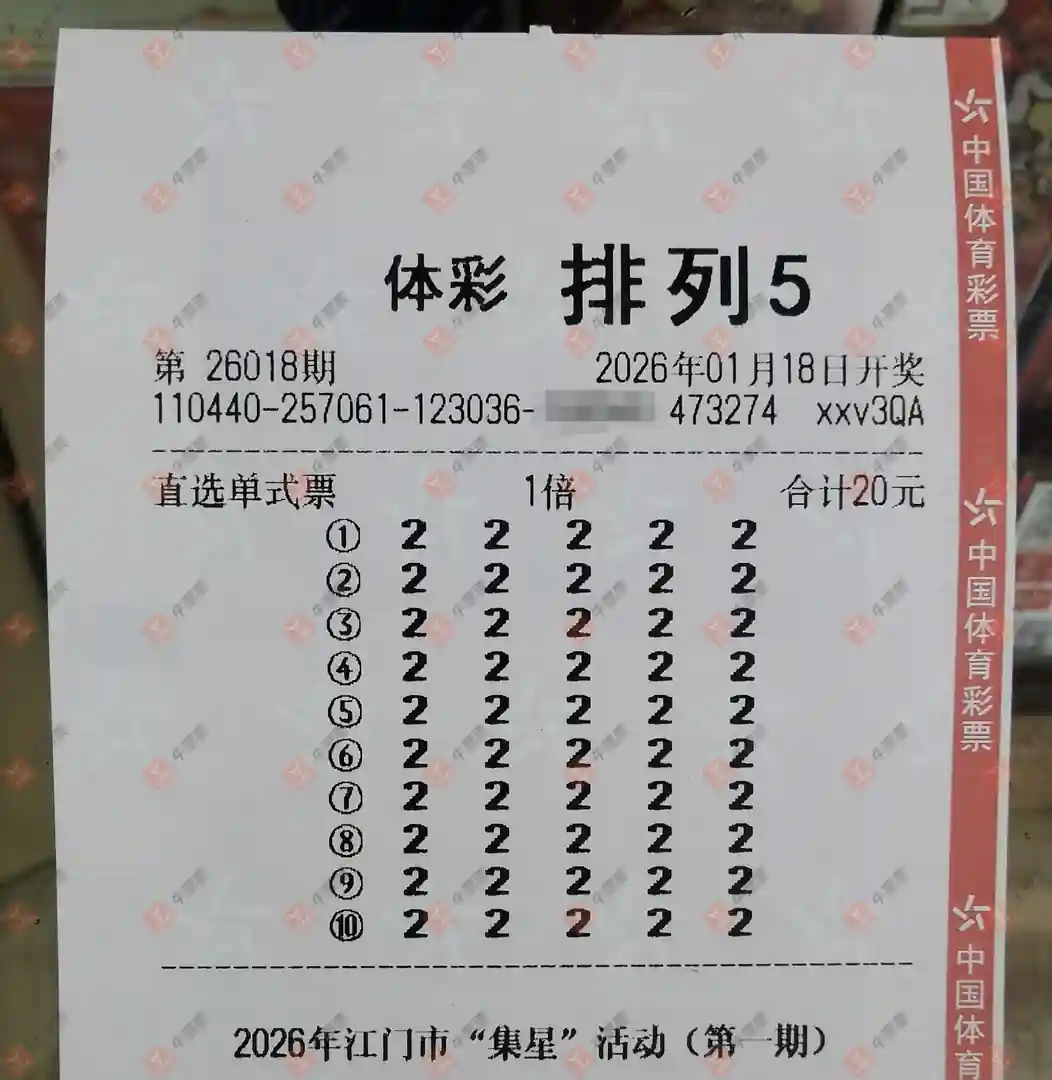 体彩 排列5
第 26018期 2026年01月18日开奖
110440-257061-123036- 473274 xxv3QA
直选单式票 1倍 合计20元
① 2 2 2 2 2
② 2 2 2 2 2
③ 2 2 2 2 2
④ 2 2 2 2 2
⑤ 2 2 2 2 2
⑥ 2 2 2 2 2
⑦ 2 2 2 2 2
⑧ 2 2 2 2 2
⑨ 2 2 2 2 2
⑩ 2 2 2 2 2
2026年江门市“集星”活动（第一期）
中国体育彩票
中国体育彩票
中国体育